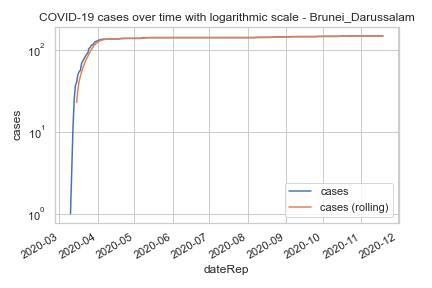 COVID-19 cases over time with logarithmic scale - Brunei_Darussalam
10²
10¹
10⁰
cases
cases
cases (rolling)
2020-03
2020-04
2020-05
2020-06
2020-07
2020-08
2020-09
2020-10
2020-11
2020-12
dateRep